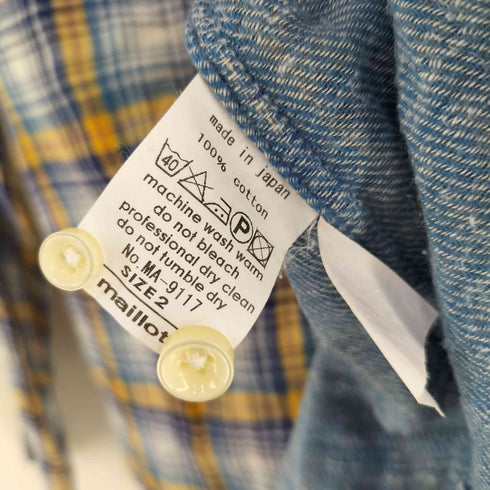 made in japan
100% cotton
40 P
machine wash warm
do not bleach
professional dry clean
do not tumble dry
No MA-9117
SIZE 2
maillot